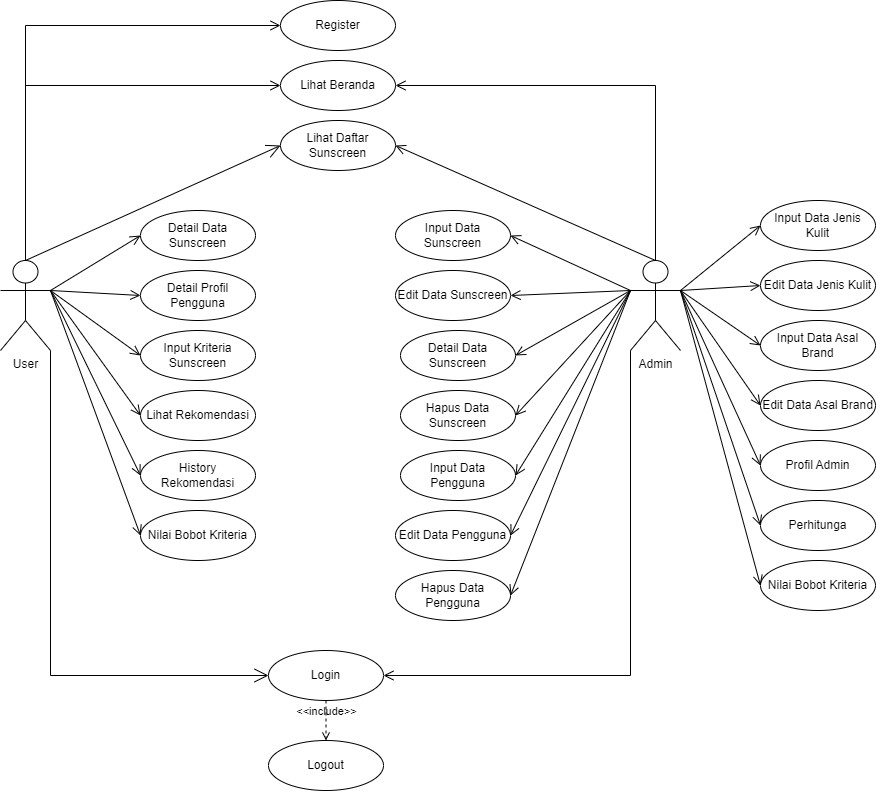 Register
Lihat Beranda
Lihat Daftar
Sunscreen
Detail Data
Sunscreen
Detail Profil
Pengguna
Input Kriteria
Sunscreen
Lihat Rekomendasi
History
Rekomendasi
Nilai Bobot Kriteria
User
Input Data
Sunscreen
Edit Data Sunscreen
Detail Data
Sunscreen
Hapus Data
Sunscreen
Input Data
Pengguna
Edit Data Pengguna
Hapus Data
Pengguna
Admin
Input Data Jenis
Kulit
Edit Data Jenis Kulit
Input Data Asal
Brand
Edit Data Asal Brand
Profil Admin
Perhitunga
Nilai Bobot Kriteria
Login
<<include>>
Logout